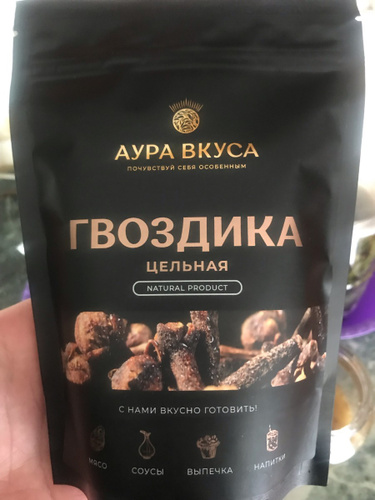 АУРА ВКУСА
ПОЧУВСТВУЙ СЕБЯ ОСОБЕННЫМ
ГВОЗДИКА
ЦЕЛЬНАЯ
NATURAL PRODUCT
С НАМИ ВКУСНО ГОТОВИТЬ!
МЯСО СОУСЫ ВЫПЕЧКА НАПИТКИ